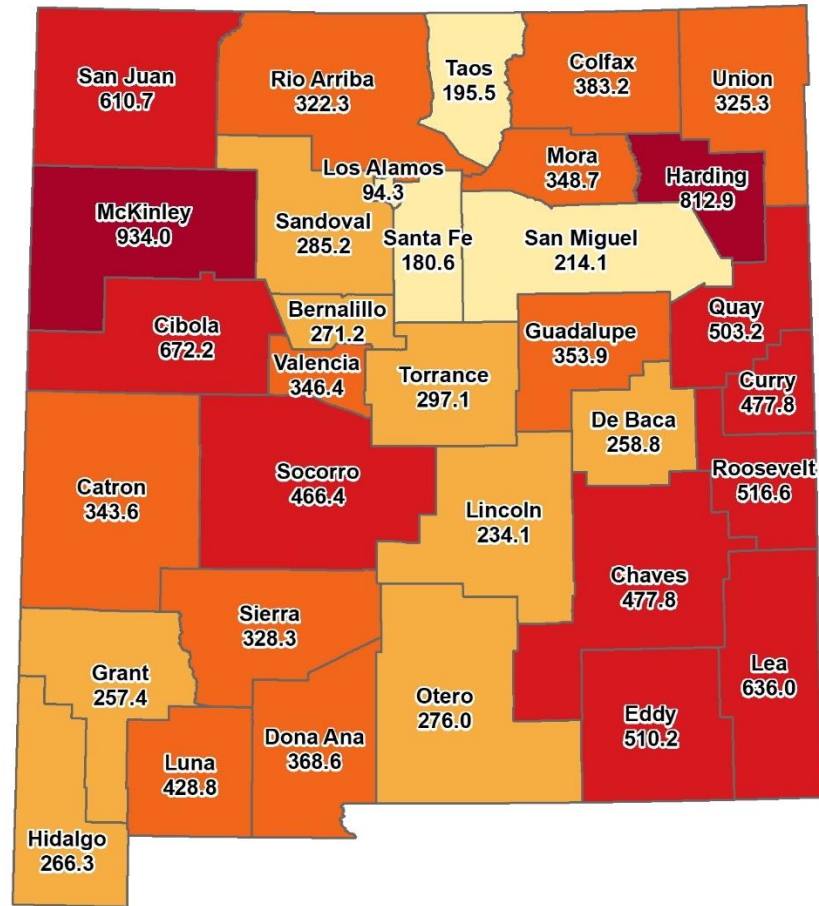 San Juan
610.7
Rio Arriba
322.3
Taos
195.5
Colfax
383.2
Union
325.3
Los Alamos
94.3
Mora
348.7
Harding
812.9
McKinley
934.0
Sandoval
285.2
Santa Fe
180.6
San Miguel
214.1
Bernalillo
271.2
Quay
503.2
Cibola
672.2
Valencia
346.4
Torrance
297.1
Guadalupe
353.9
Curry
477.8
De Baca
258.8
Catron
343.6
Socorro
466.4
Lincoln
234.1
Roosevelt
516.6
Chaves
477.8
Sierra
328.3
Grant
257.4
Otero
276.0
Lea
636.0
Luna
428.8
Dona Ana
368.6
Eddy
510.2
Hidalgo
266.3